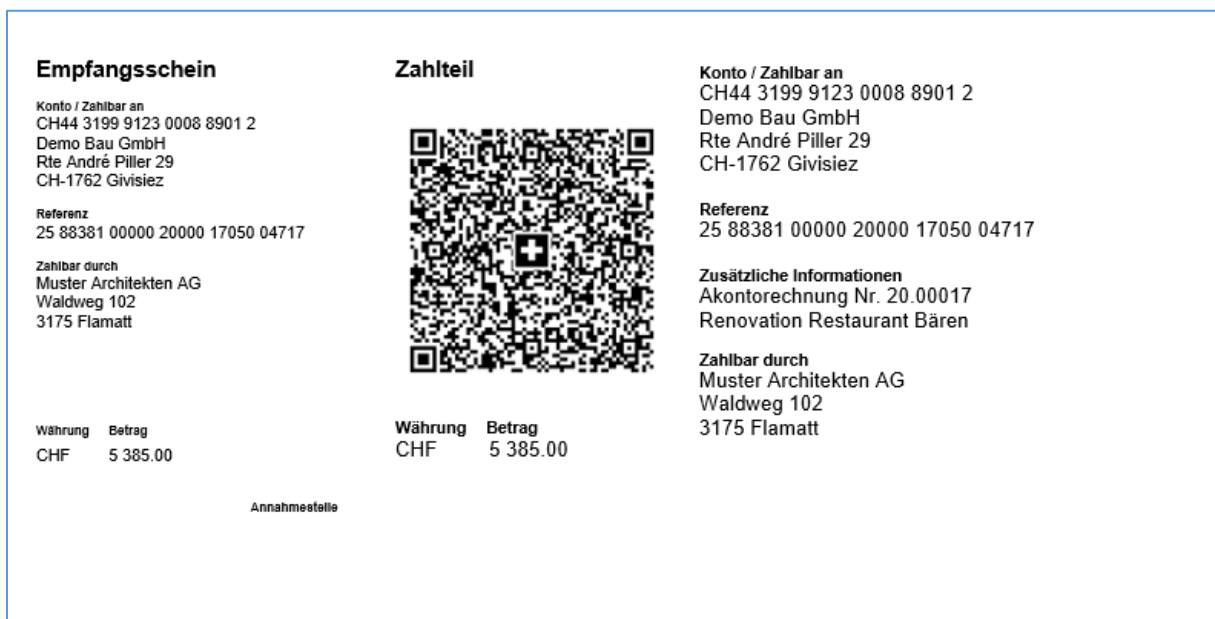 Empfangsschein
Konto / Zahlbar an
CH44 3199 9123 0008 8901 2
Demo Bau GmbH
Rte André Piller 29
CH-1762 Givisiez
Referenz
25 88381 00000 20000 17050 04717
Zahlbar durch
Muster Architekten AG
Waldweg 102
3175 Flamatt
Währung Betrag
CHF 5 385.00
Annahmestelle
Zahlteil
Währung Betrag
CHF 5 385.00
Konto / Zahlbar an
CH44 3199 9123 0008 8901 2
Demo Bau GmbH
Rte André Piller 29
CH-1762 Givisiez
Referenz
25 88381 00000 20000 17050 04717
Zusätzliche Informationen
Akontorechnung Nr. 20.00017
Renovation Restaurant Bären
Zahlbar durch
Muster Architekten AG
Waldweg 102
3175 Flamatt